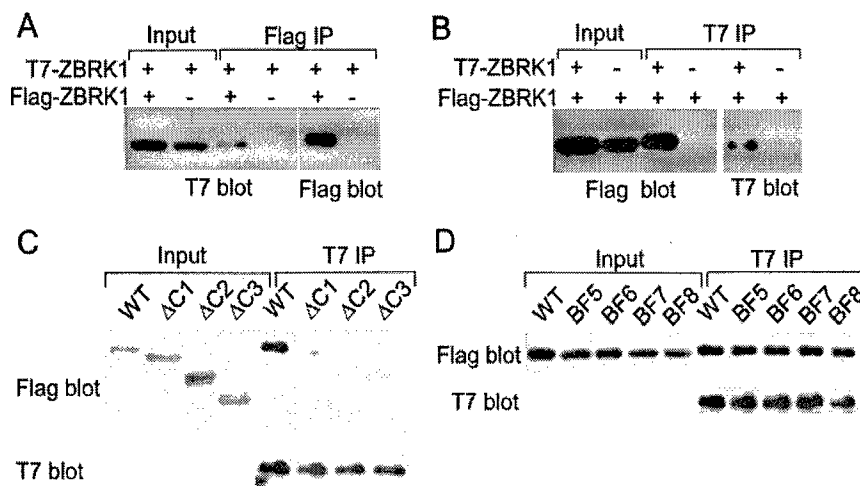 A
Input Flag IP
T7-ZBRK1 + + + + + +
Flag-ZBRK1 + - + - + -
T7 blot Flag blot
B
Input T7 IP
T7-ZBRK1 + - + - + -
Flag-ZBRK1 + + + + + +
Flag blot T7 blot
C
Input T7 IP
WT ΔC1 ΔC2 ΔC3 WT ΔC1 ΔC2 ΔC3
Flag blot
T7 blot
D
Input T7 IP
WT BF5 BF6 BF7 BF8 WT BF5 BF6 BF7 BF8
Flag blot
T7 blot